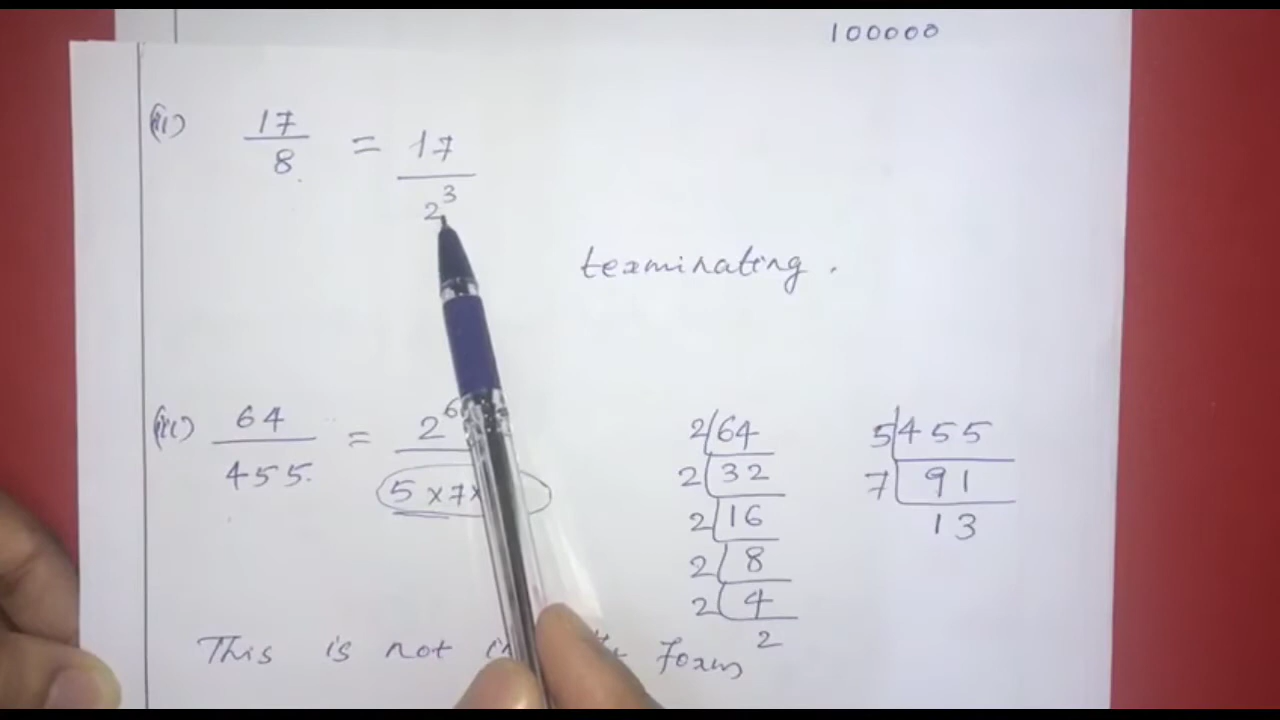 100000
(ii) 17/8 = 17/2³
terminating.
(iii) 64/455. = 2⁶/5×7×
2|64
2|32
2|16
2|8
2|4
2
5|455
7|91
13
This is not in form